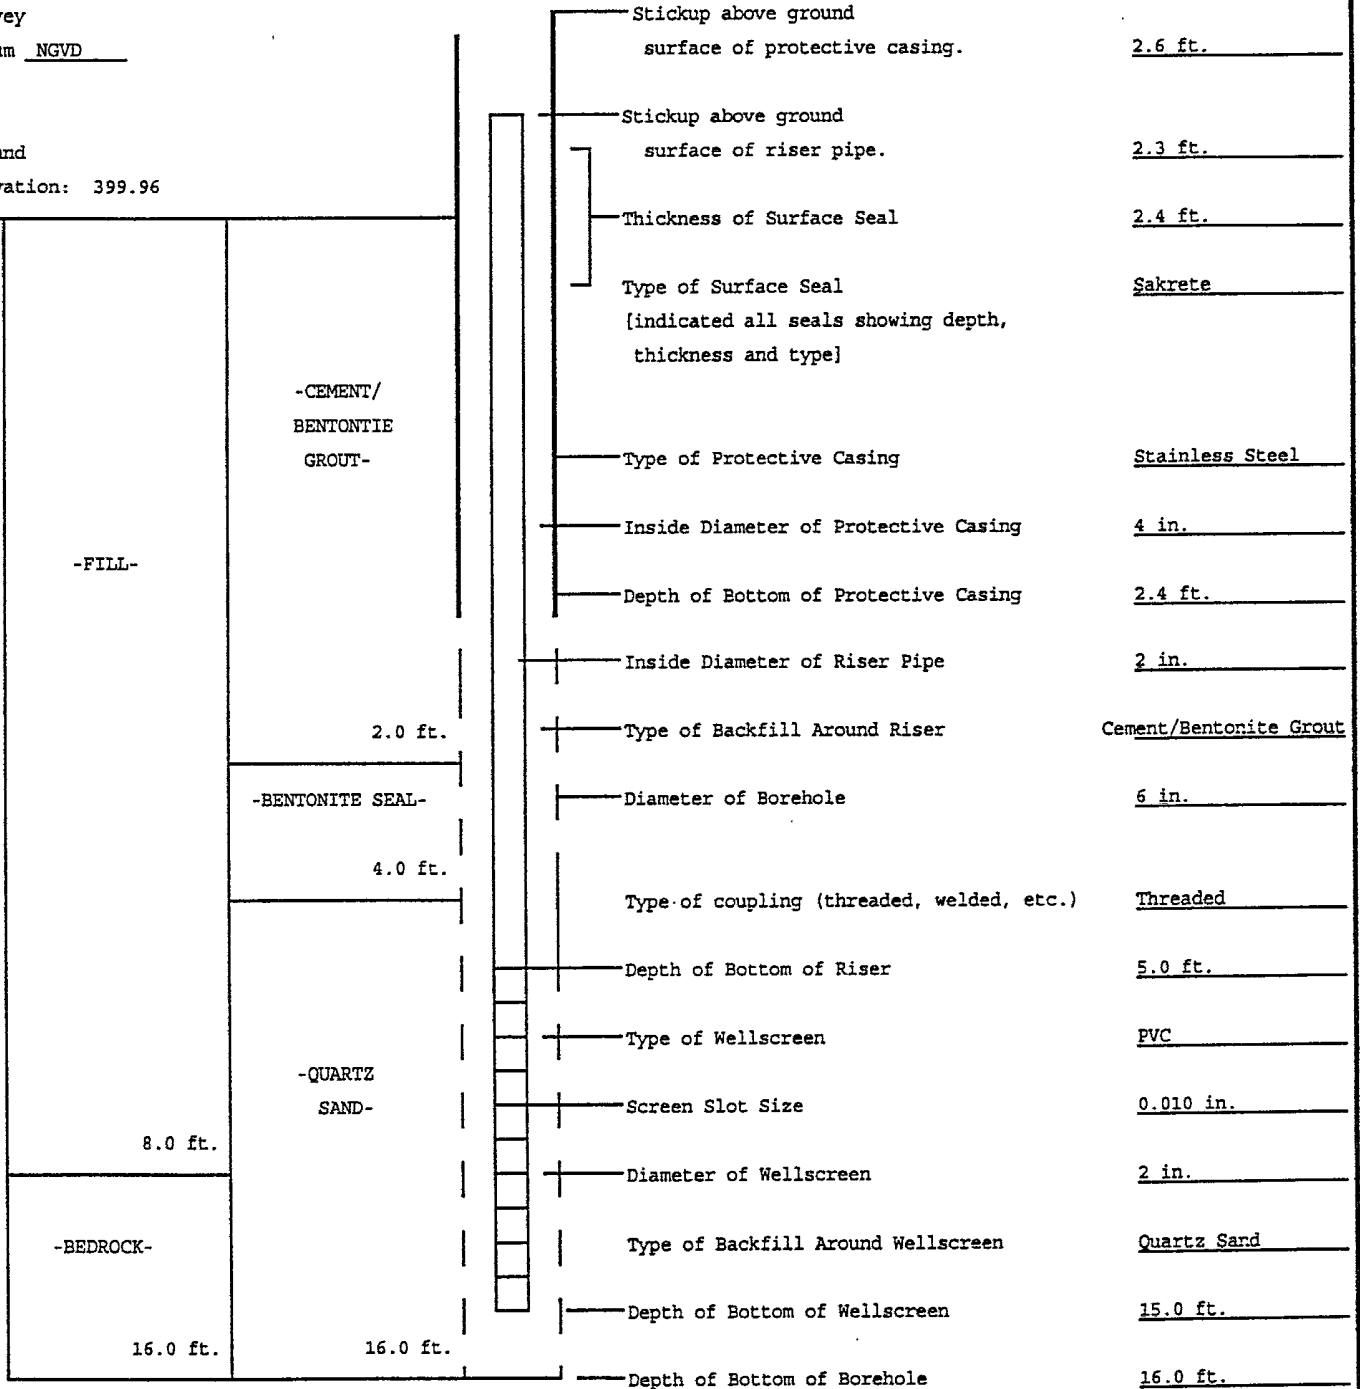 Stickup above ground
vey
surface of protective casing. 2.6 ft.
um NGVD
Stickup above ground
und
surface of riser pipe. 2.3 ft.
vation: 399.96
Thickness of Surface Seal 2.4 ft.
Type of Surface Seal Sakrete
[indicated all seals showing depth,
thickness and type]
-CEMENT/
BENTONTIE
GROUT-
Type of Protective Casing Stainless Steel
Inside Diameter of Protective Casing 4 in.
-FILL-
Depth of Bottom of Protective Casing 2.4 ft.
Inside Diameter of Riser Pipe 2 in.
2.0 ft.
Type of Backfill Around Riser Cement/Bentonite Grout
-BENTONITE SEAL-
Diameter of Borehole 6 in.
4.0 ft.
Type of coupling (threaded, welded, etc.) Threaded
Depth of Bottom of Riser 5.0 ft.
Type of Wellscreen PVC
-QUARTZ
SAND-
Screen Slot Size 0.010 in.
8.0 ft.
Diameter of Wellscreen 2 in.
-BEDROCK-
Type of Backfill Around Wellscreen Quartz Sand
Depth of Bottom of Wellscreen 15.0 ft.
16.0 ft. 16.0 ft.
Depth of Bottom of Borehole 16.0 ft.